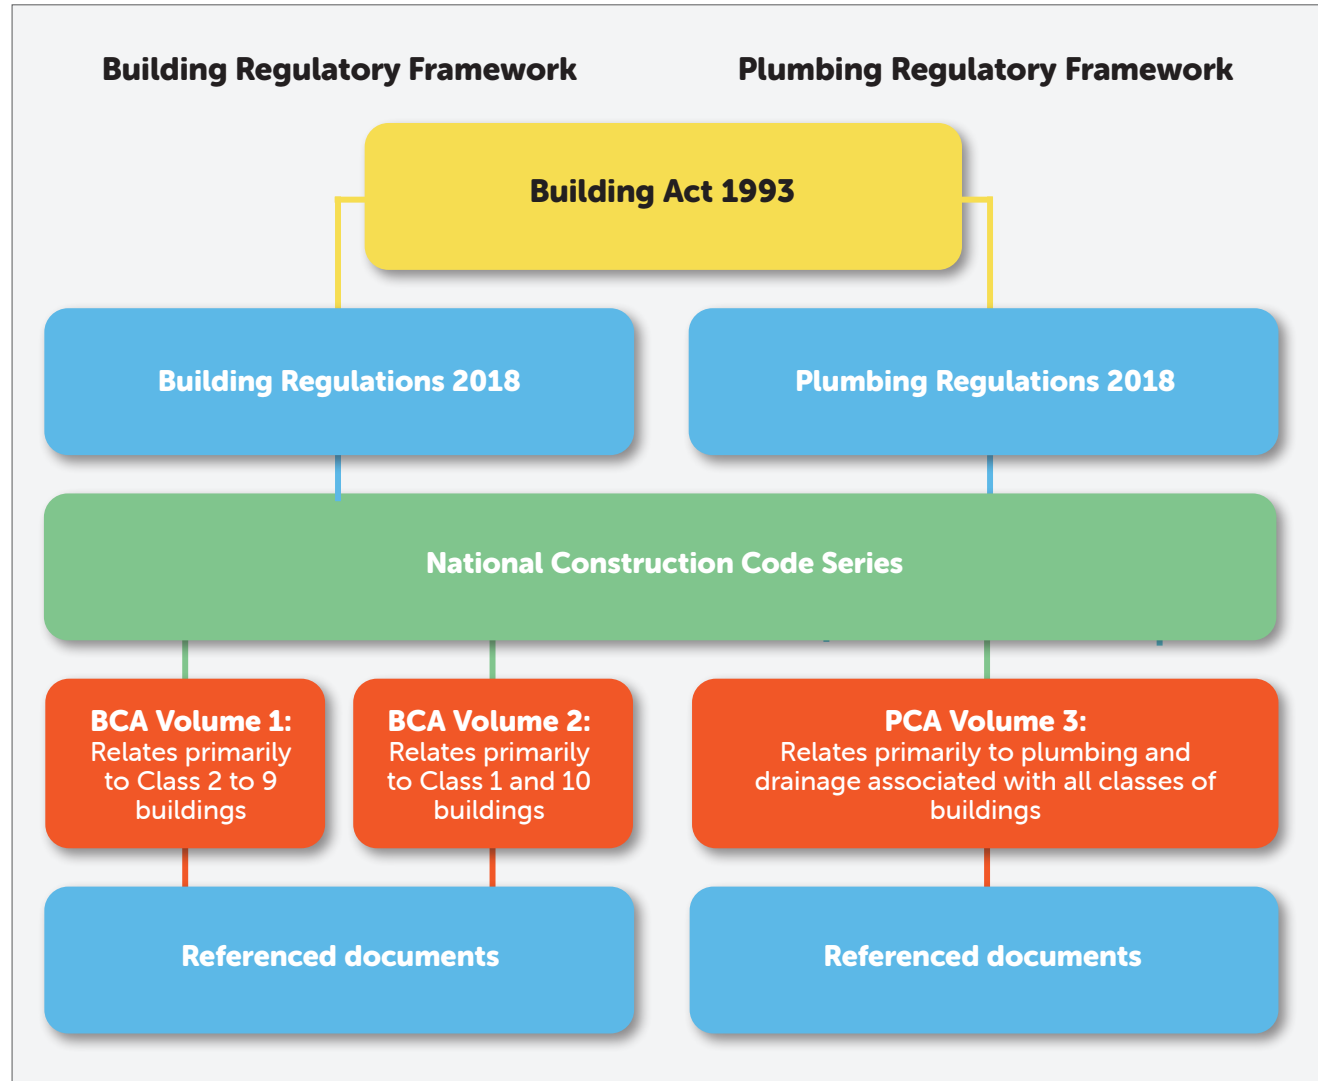 Building Regulatory Framework
Plumbing Regulatory Framework
Building Act 1993
Building Regulations 2018
Plumbing Regulations 2018
National Construction Code Series
BCA Volume 1:
Relates primarily
to Class 2 to 9
buildings
BCA Volume 2:
Relates primarily
to Class 1 and 10
buildings
PCA Volume 3:
Relates primarily to plumbing and
drainage associated with all classes of
buildings
Referenced documents
Referenced documents